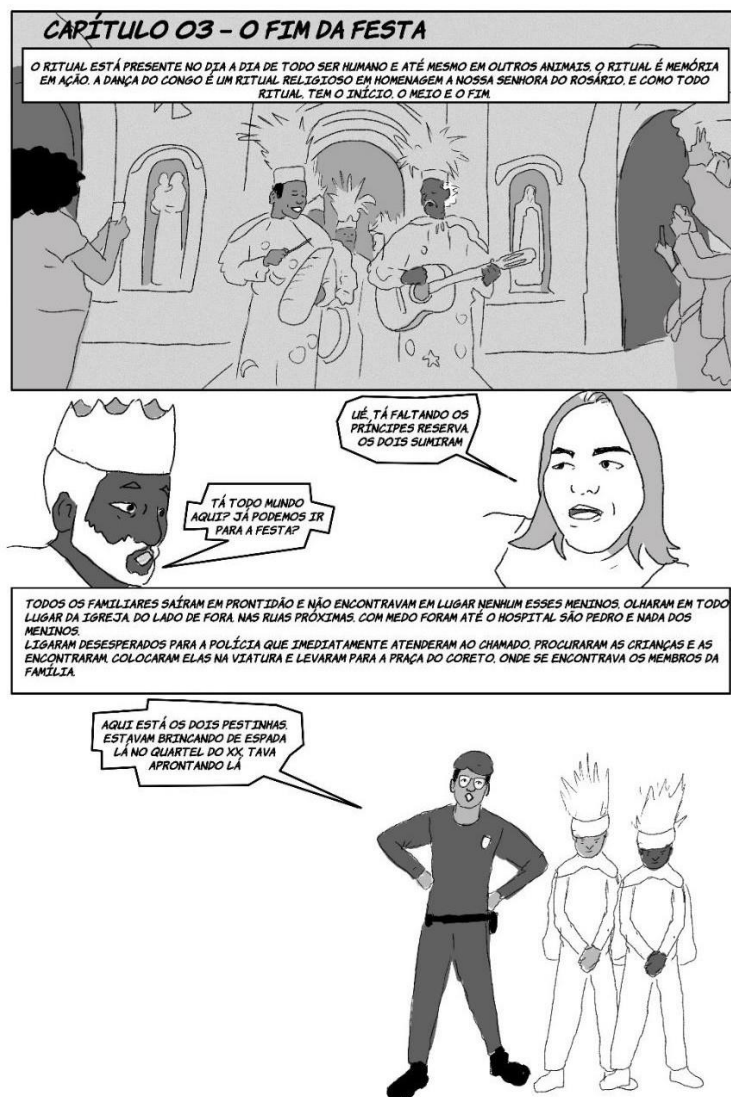 CAPÍTULO 03 - O FIM DA FESTA
O RITUAL ESTÁ PRESENTE NO DIA A DIA DE TODO SER HUMANO E ATÉ MESMO EM OUTROS ANIMAIS. O RITUAL É MEMÓRIA
EM AÇÃO. A DANÇA DO CONGO É UM RITUAL RELIGIOSO EM HOMENAGEM A NOSSA SENHORA DO ROSÁRIO. E COMO TODO
RITUAL, TEM O INÍCIO, O MEIO E O FIM.
UÉ, TÁ FALTANDO OS
PRÍNCIPES RESERVA.
OS DOIS SUMIRAM
TÁ TODO MUNDO
AQUI? JÁ PODEMOS IR
PARA A FESTA?
TODOS OS FAMILIARES SAÍRAM EM PRONTIDÃO E NÃO ENCONTRAVAM EM LUGAR NENHUM ESSES MENINOS. OLHARAM EM TODO
LUGAR DA IGREJA DO LADO DE FORA, NAS RUAS PRÓXIMAS. COM MEDO FORAM ATÉ O HOSPITAL SÃO PEDRO E NADA DOS
MENINOS.
LIGARAM DESESPERADOS PARA A POLÍCIA QUE IMEDIATAMENTE ATENDERAM AO CHAMADO. PROCURARAM AS CRIANÇAS E AS
ENCONTRARAM. COLOCARAM ELAS NA VIATURA E LEVARAM PARA A PRAÇA DO CORETO, ONDE SE ENCONTRAVA OS MEMBROS DA
FAMÍLIA.
AQUI ESTÁ OS DOIS PESTINHAS.
ESTAVAM BRINCANDO DE ESPADA
LÁ NO QUARTEL DO XX, TAVA
APRONTANDO LÁ